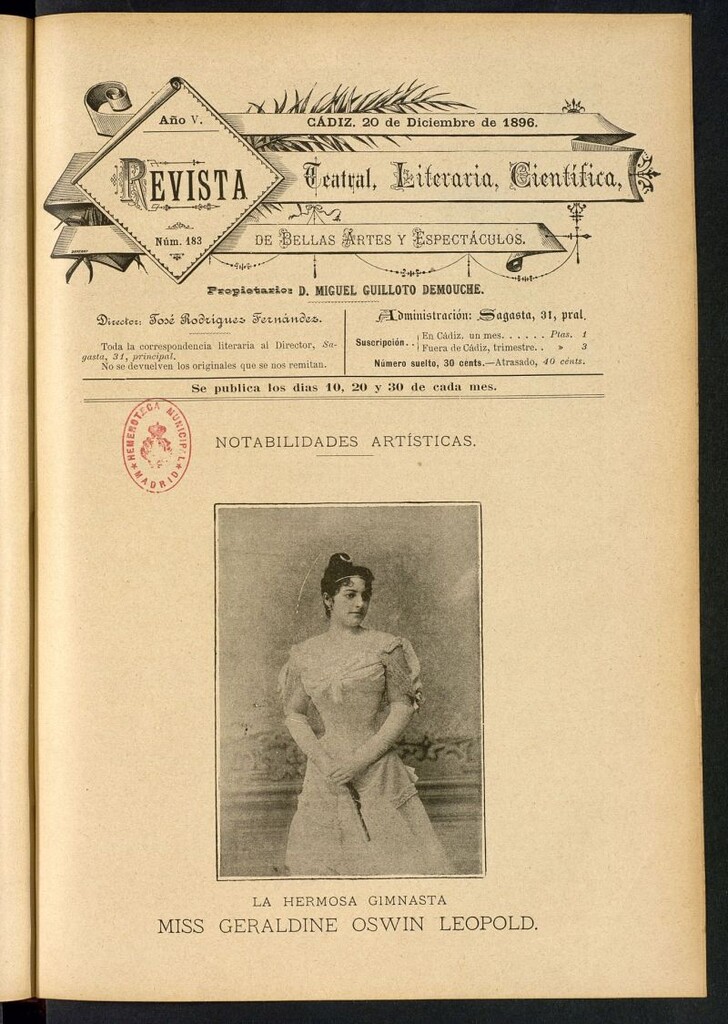 Año V.
CÁDIZ. 20 de Diciembre de 1896.
REVISTA
Teatral, Literaria, Científica,
Núm. 183
DE BELLAS ARTES Y ESPECTÁCULOS.
Propietario: D. MIGUEL GUILLOTO DEMOUCHE.
Director: José Rodríguez Fernández.
Toda la correspondencia literaria al Director, Sa-
gasta, 31, principal.
No se devuelven los originales que se nos remitan.
Administración: Sagasta, 31, pral.
Suscripción.. En Cádiz, un mes. . . . . . Ptas. 1
Fuera de Cádiz, trimestre. . » 3
Número suelto, 30 cénts.—Atrasado, 40 cénts.
Se publica los días 10, 20 y 30 de cada mes.
HEMEROTECA MUNICIPAL
MADRID
NOTABILIDADES ARTÍSTICAS.
LA HERMOSA GIMNASTA
MISS GERALDINE OSWIN LEOPOLD.